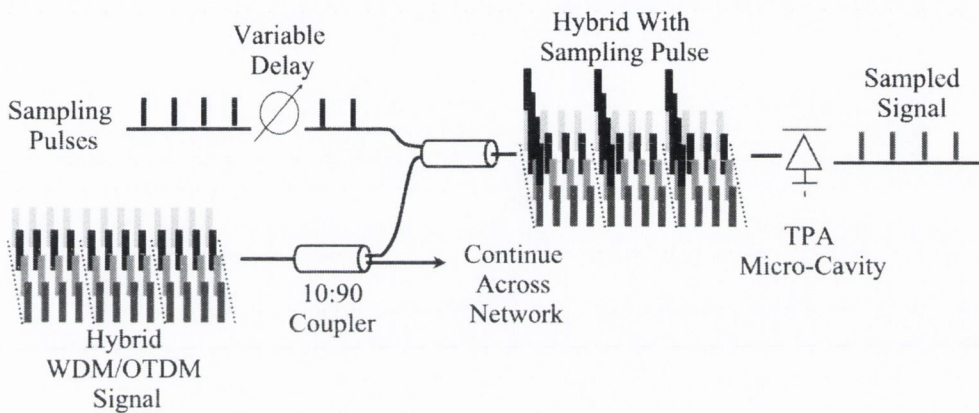 Variable
Delay
Sampling
Pulses
Hybrid With
Sampling Pulse
Sampled
Signal
10:90
Coupler
Continue
Across
Network
TPA
Micro-Cavity
Hybrid
WDM/OTDM
Signal